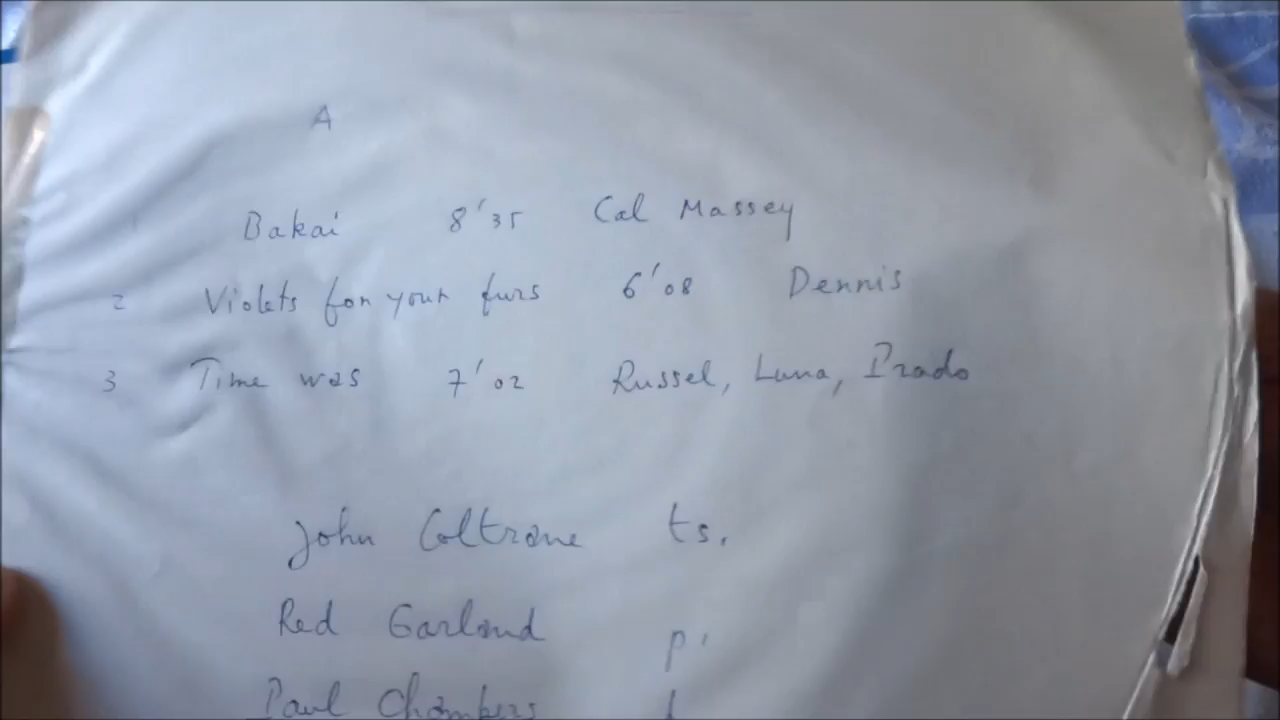 A
1 Bakai 8'35 Cal Massey
2 Violets for your furs 6'08 Dennis
3 Time was 7'02 Russel, Luna, Prado
John Coltrane ts.
Red Garland p'
Paul Chambers